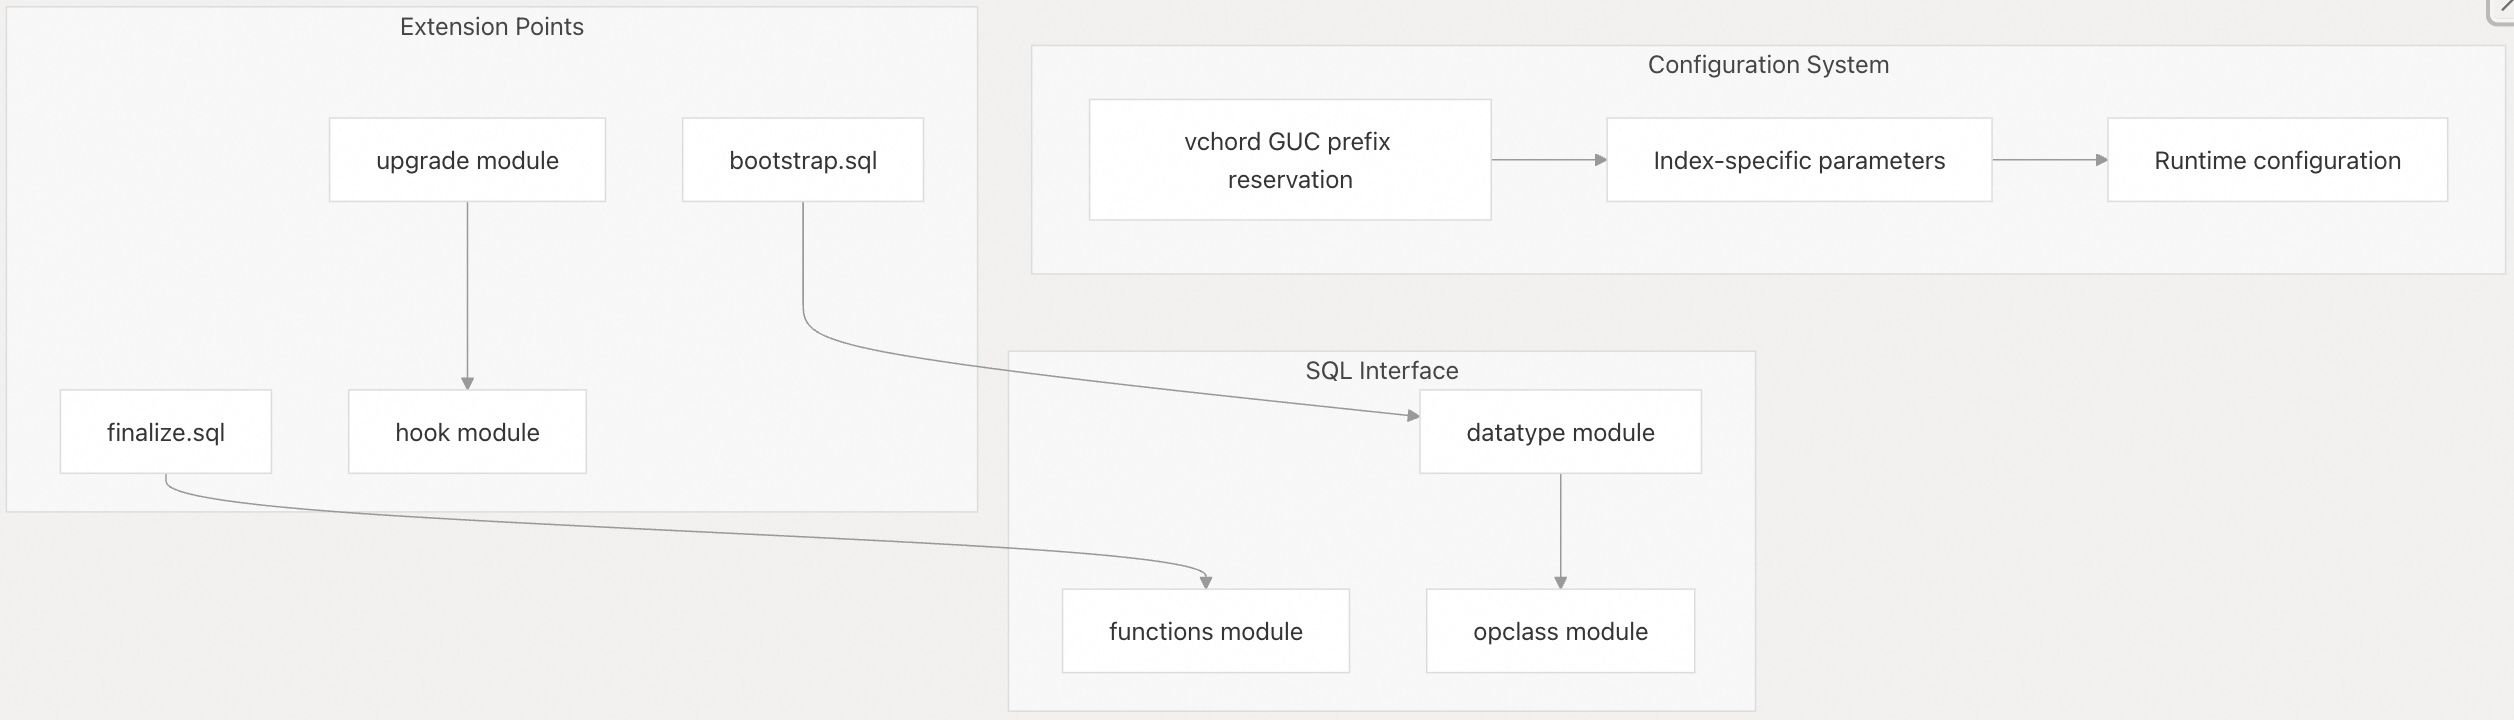 Extension Points
upgrade module
bootstrap.sql
finalize.sql
hook module
Configuration System
vchord GUC prefix
reservation
Index-specific parameters
Runtime configuration
SQL Interface
datatype module
functions module
opclass module